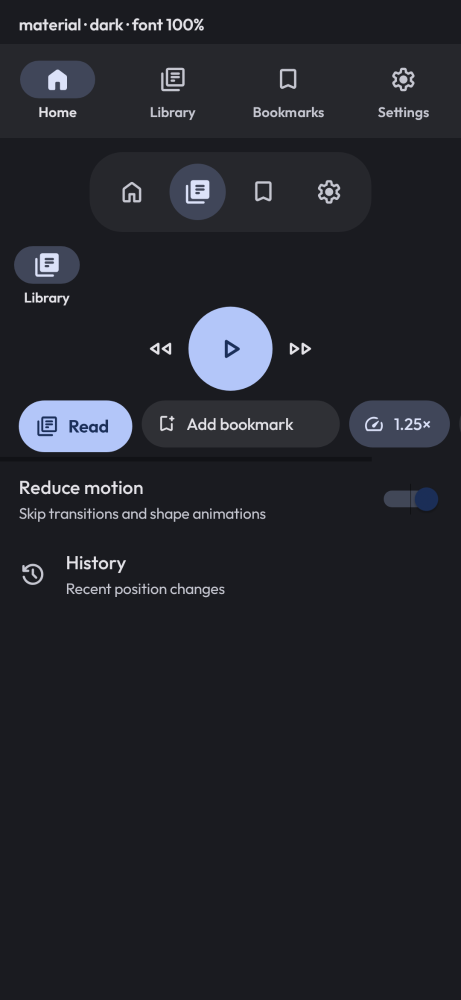 material · dark · font 100%
Home
Library
Bookmarks
Settings
Library
Read
Add bookmark
1.25×
Reduce motion
Skip transitions and shape animations
History
Recent position changes